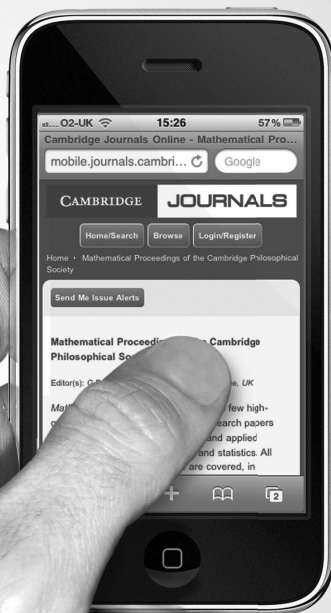 O2-UK 15:26 57%
Cambridge Journals Online - Mathematical Pro...
mobile.journals.cambri... Google
CAMBRIDGE JOURNALS
Home/Search Browse Login/Register
Home • Mathematical Proceedings of the Cambridge Philosophical
Society
Send Me Issue Alerts
Mathematical Cambridge
Philosophical
Editor(s): UK
few high-
search papers
and applied
and statistics. All
are covered, in
2